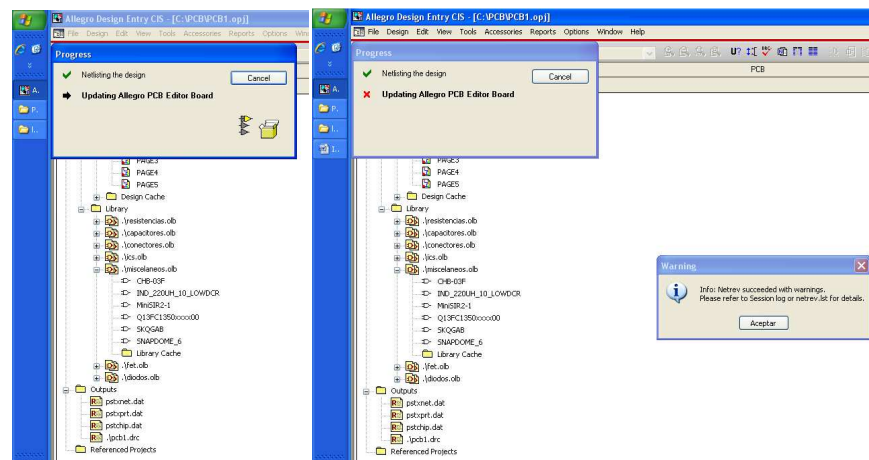 Allegro Design Entry CIS - [C:\PCB\PCB1.opj]
File Design Edit View Tools Accessories Reports Options
Progress
Netlisting the design
Cancel
Updating Allegro PCB Editor Board
A.
P.
I..
PAGE3
PAGE4
PAGE5
Design Cache
Library
.\resistencias.olb
.\capacitores.olb
.\conectores.olb
.\ics.olb
.\miscelaneos.olb
CHB-03F
IND_220UH_10_LOWDCR
MiniSIR2-1
Q13FC1350xxxx00
SKQGAB
SNAPDOME_6
Library Cache
.\fet.olb
.\diodos.olb
Outputs
pstxnet.dat
pstxprt.dat
pstchip.dat
.\pcb1.drc
Referenced Projects
Allegro Design Entry CIS - [C:\PCB\PCB1.opj]
File Design Edit View Tools Accessories Reports Options Window Help
U?
PCB
Progress
Netlisting the design
Cancel
Updating Allegro PCB Editor Board
A.
P.
I..
I..
PAGE3
PAGE4
PAGE5
Design Cache
Library
.\resistencias.olb
.\capacitores.olb
.\conectores.olb
.\ics.olb
.\miscelaneos.olb
CHB-03F
IND_220UH_10_LOWDCR
MiniSIR2-1
Q13FC1350xxxx00
SKQGAB
SNAPDOME_6
Library Cache
.\fet.olb
.\diodos.olb
Outputs
pstxnet.dat
pstxprt.dat
pstchip.dat
.\pcb1.drc
Referenced Projects
Warning
Info: Netrev succeeded with warnings.
Please refer to Session log or netrev.lst for details.
Aceptar